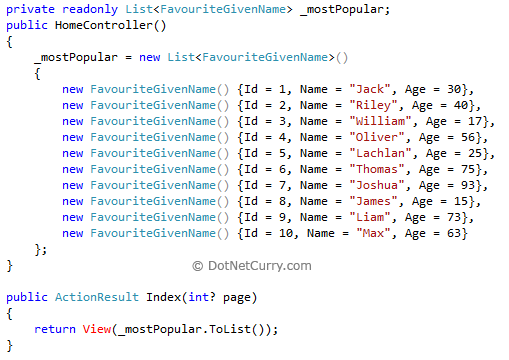 private readonly List<FavouriteGivenName> _mostPopular;
public HomeController()
{
    _mostPopular = new List<FavouriteGivenName>()
    {
        new FavouriteGivenName() {Id = 1, Name = "Jack", Age = 30},
        new FavouriteGivenName() {Id = 2, Name = "Riley", Age = 40},
        new FavouriteGivenName() {Id = 3, Name = "William", Age = 17},
        new FavouriteGivenName() {Id = 4, Name = "Oliver", Age = 56},
        new FavouriteGivenName() {Id = 5, Name = "Lachlan", Age = 25},
        new FavouriteGivenName() {Id = 6, Name = "Thomas", Age = 75},
        new FavouriteGivenName() {Id = 7, Name = "Joshua", Age = 93},
        new FavouriteGivenName() {Id = 8, Name = "James", Age = 15},
        new FavouriteGivenName() {Id = 9, Name = "Liam", Age = 73},
        new FavouriteGivenName() {Id = 10, Name = "Max", Age = 63}
    };
}
© DotNetCurry.com
public ActionResult Index(int? page)
{
    return View(_mostPopular.ToList());
}